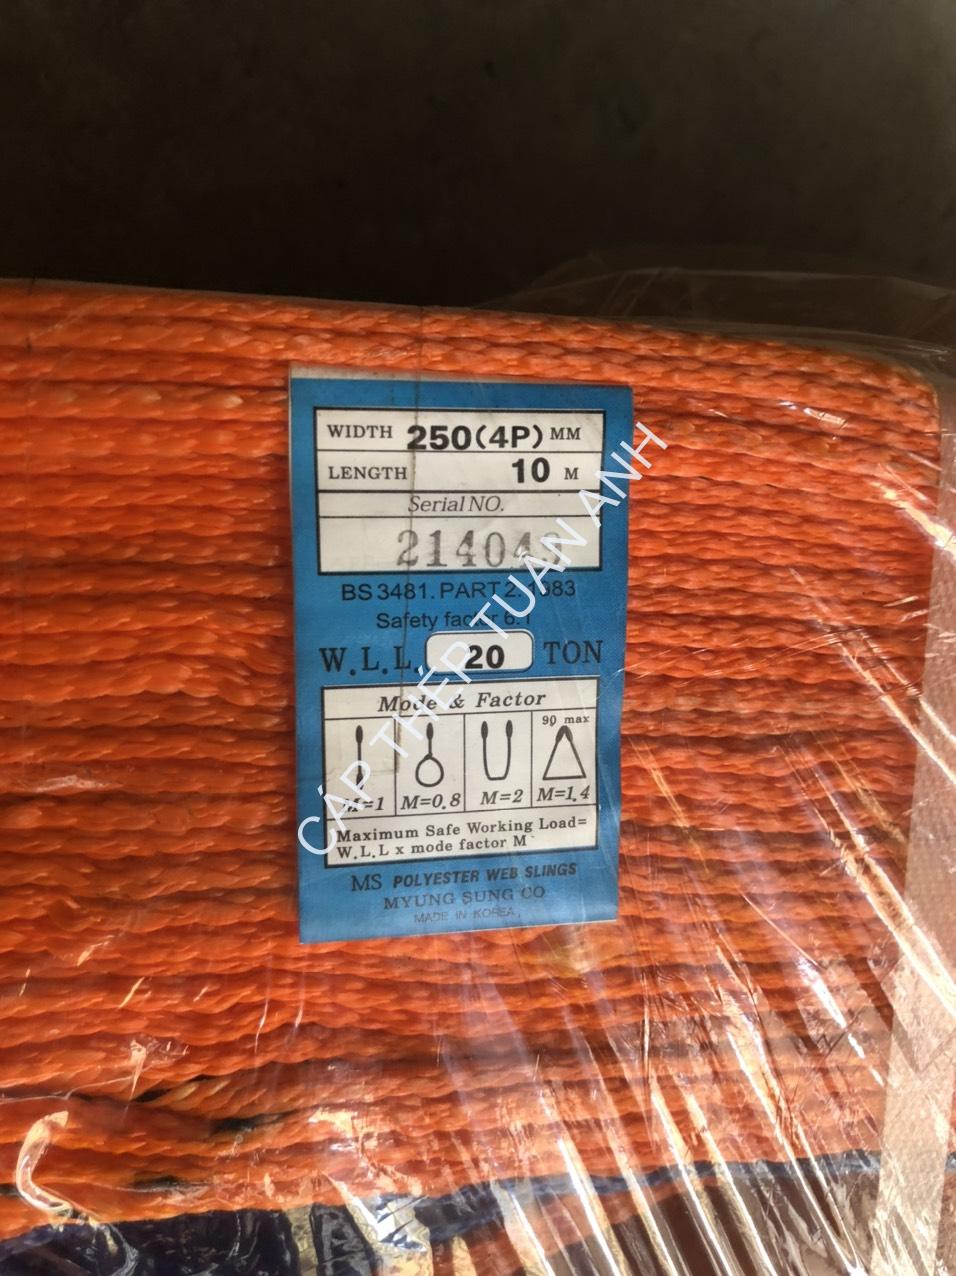 WIDTH 250(4P) MM
LENGTH 10 M
Serial NO.
BS 3481. PART 2. 1983
Safety factor 6.1
W.L.L. 20 TON
Mode & Factor
90 max
M=1 M=0.8 M=2 M=1.4
Maximum Safe Working Load=
W.L.L x mode factor M
MS POLYESTER WEB SLINGS
MYUNG SUNG CO
MADE IN KOREA
CÁP THÉP TUẤN ANH